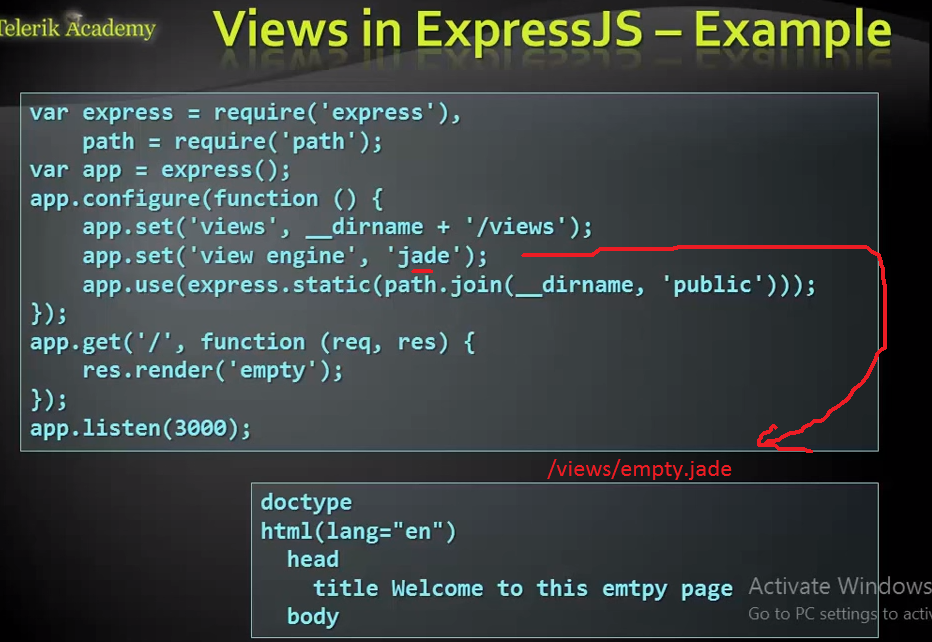 Telerik Academy
Views in ExpressJS – Example
var express = require('express'),
    path = require('path');
var app = express();
app.configure(function () {
    app.set('views', __dirname + '/views');
    app.set('view engine', 'jade');
    app.use(express.static(path.join(__dirname, 'public')));
});
app.get('/', function (req, res) {
    res.render('empty');
});
app.listen(3000);
/views/empty.jade
doctype
html(lang="en")
  head
    title Welcome to this emtpy page
  body
Activate Windows
Go to PC settings to